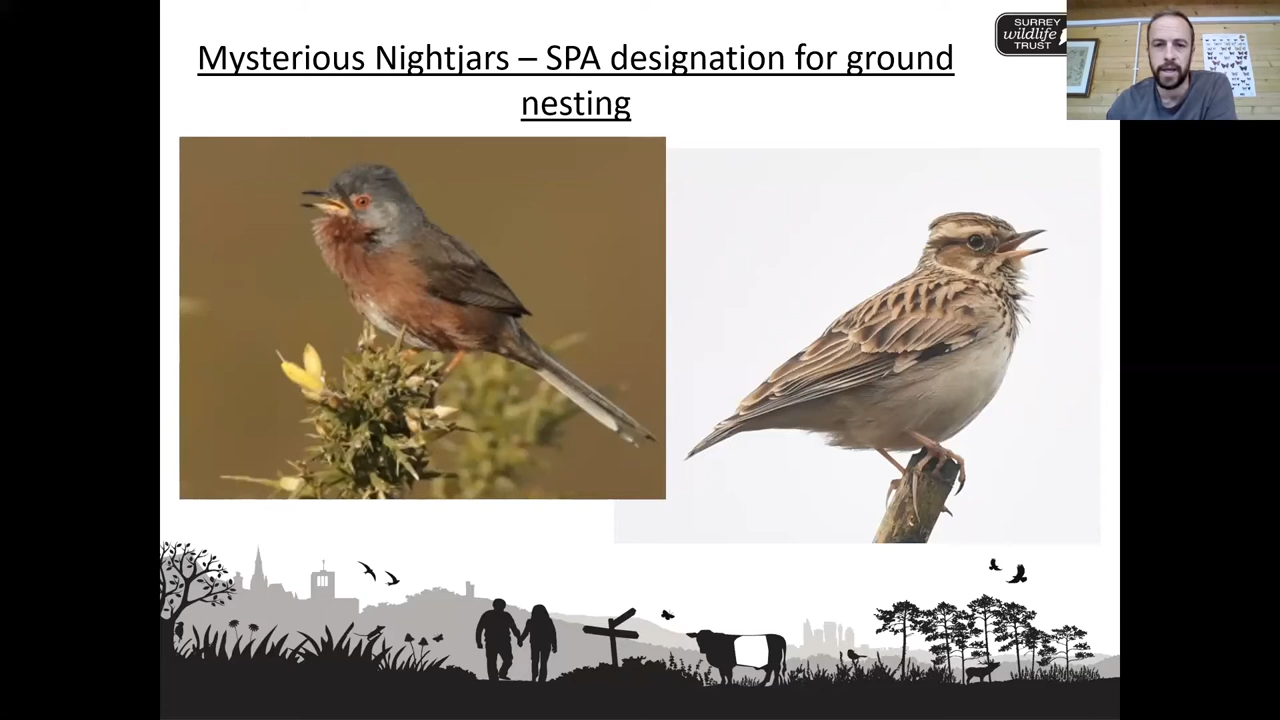 Mysterious Nightjars – SPA designation for ground
nesting
SURREY
wildlife
TRUST